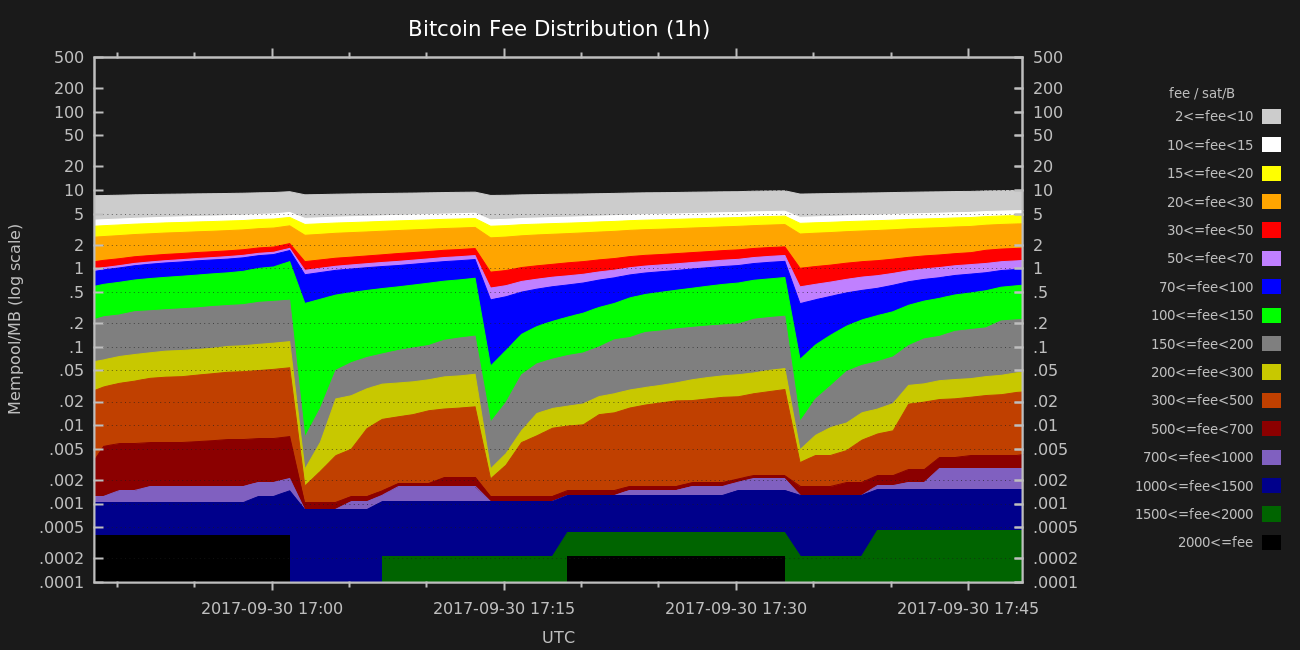 Bitcoin Fee Distribution (1h)
500
200
100
50
20
10
5
2
1
.5
.2
.1
.05
.02
.01
.005
.002
.001
.0005
.0002
.0001
Mempool/MB (log scale)
500
200
100
50
20
10
5
2
1
.5
.2
.1
.05
.02
.01
.005
.002
.001
.0005
.0002
.0001
2017-09-30 17:00
2017-09-30 17:15
2017-09-30 17:30
2017-09-30 17:45
UTC
fee / sat/B
2<=fee<10
10<=fee<15
15<=fee<20
20<=fee<30
30<=fee<50
50<=fee<70
70<=fee<100
100<=fee<150
150<=fee<200
200<=fee<300
300<=fee<500
500<=fee<700
700<=fee<1000
1000<=fee<1500
1500<=fee<2000
2000<=fee